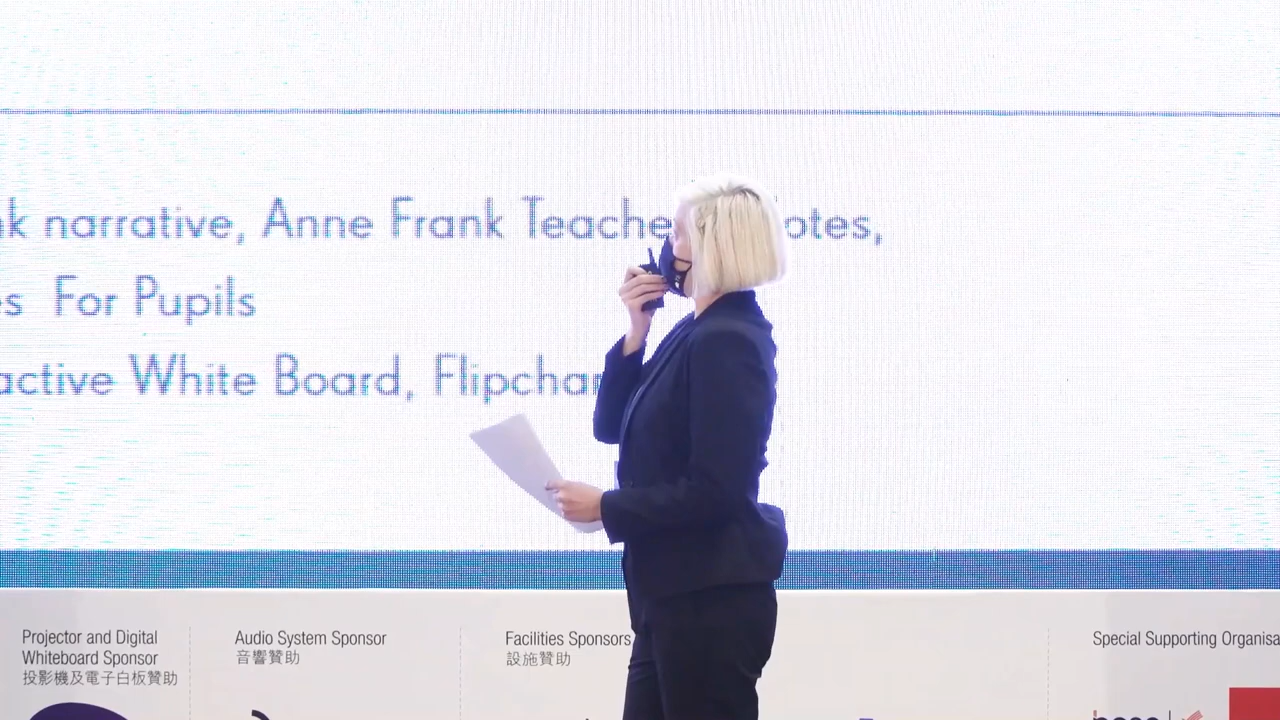 k narrative, Anne Frank Teache otes,
s For Pupils
active White Board, Flipchar
Projector and Digital
Whiteboard Sponsor
投影機及電子白板贊助
Audio System Sponsor
音響贊助
Facilities Sponsors
設施贊助
Special Supporting Organisa